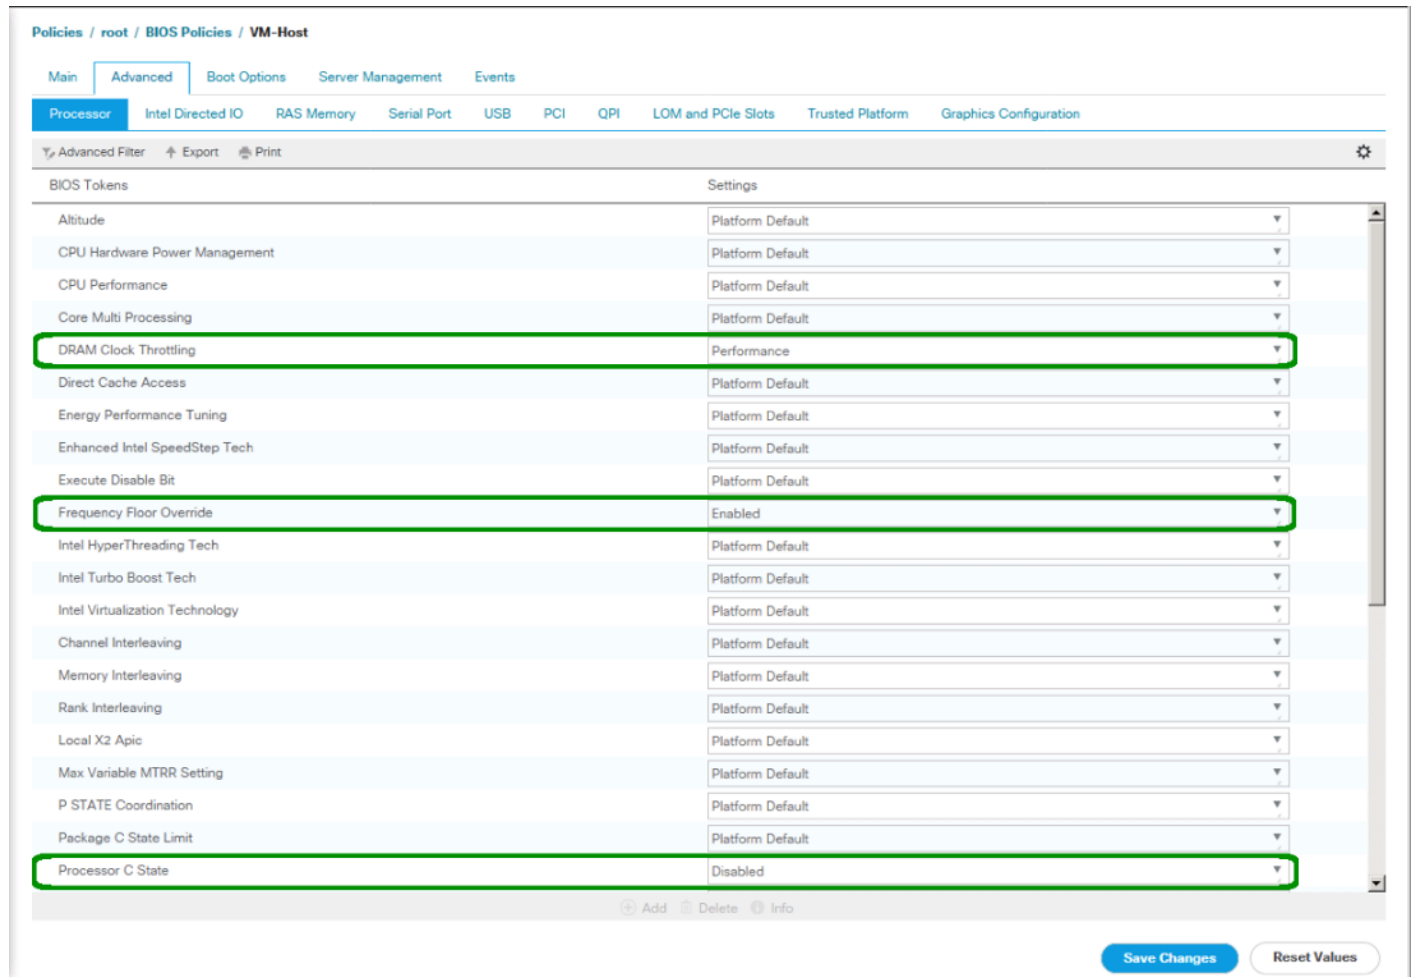 Policies / root / BIOS Policies / VM-Host
Main Advanced Boot Options Server Management Events
Processor Intel Directed IO RAS Memory Serial Port USB PCI QPI LOM and PCIe Slots Trusted Platform Graphics Configuration
Advanced Filter Export Print
BIOS Tokens Settings
Altitude Platform Default
CPU Hardware Power Management Platform Default
CPU Performance Platform Default
Core Multi Processing Platform Default
DRAM Clock Throttling Performance
Direct Cache Access Platform Default
Energy Performance Tuning Platform Default
Enhanced Intel SpeedStep Tech Platform Default
Execute Disable Bit Platform Default
Frequency Floor Override Enabled
Intel HyperThreading Tech Platform Default
Intel Turbo Boost Tech Platform Default
Intel Virtualization Technology Platform Default
Channel Interleaving Platform Default
Memory Interleaving Platform Default
Rank Interleaving Platform Default
Local X2 Apic Platform Default
Max Variable MTRR Setting Platform Default
P STATE Coordination Platform Default
Package C State Limit Platform Default
Processor C State Disabled
Add Delete Info
Save Changes Reset Values